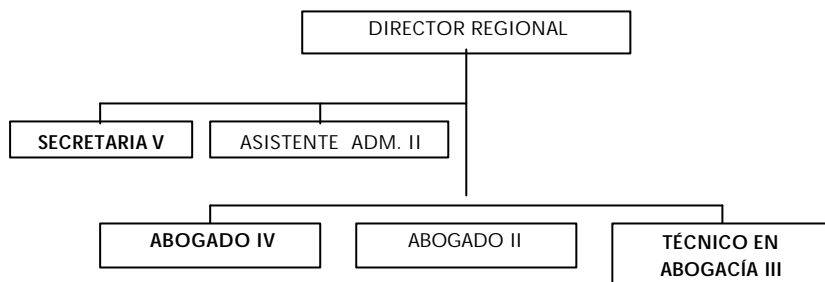 DIRECTOR REGIONAL
SECRETARIA V
ASISTENTE ADM. II
ABOGADO IV
ABOGADO II
TÉCNICO EN
ABOGACÍA III